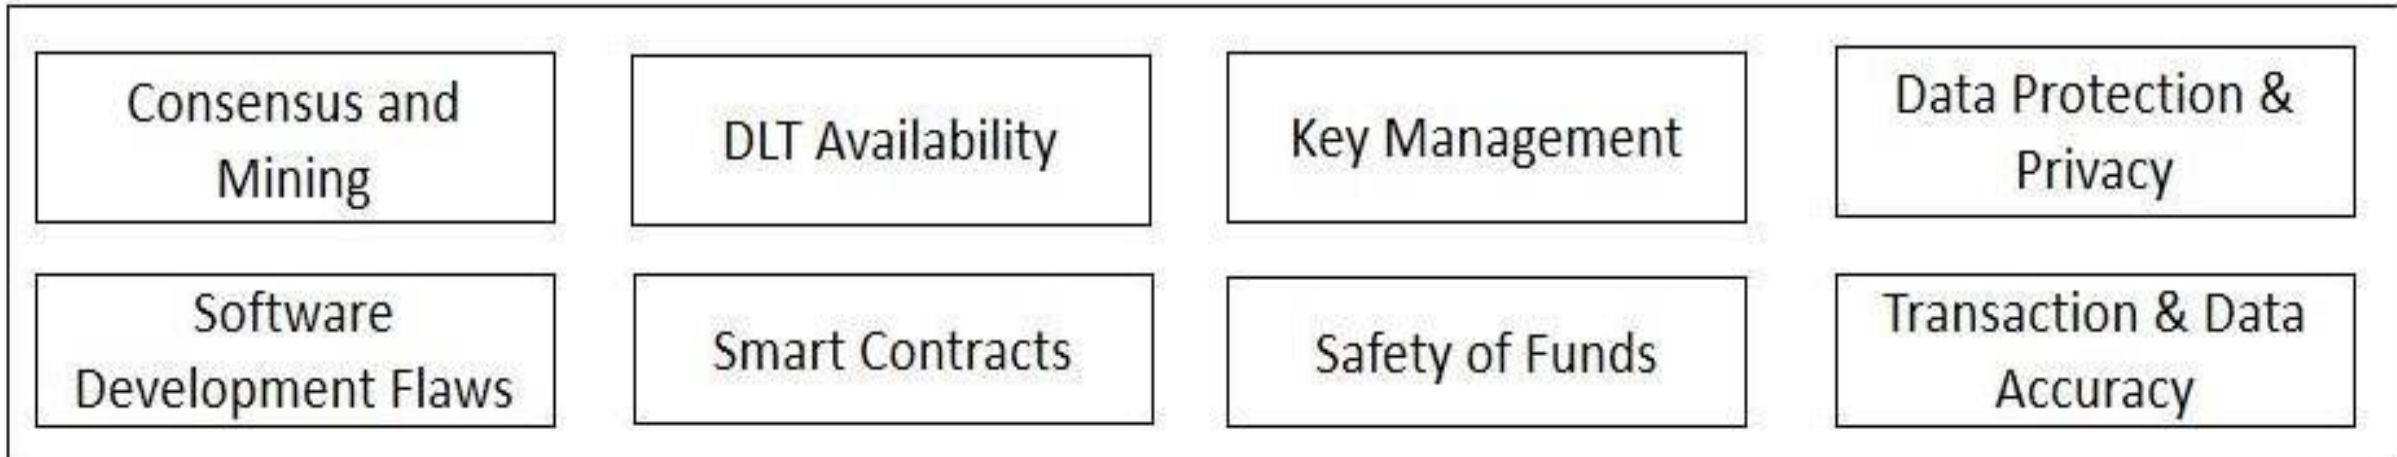 Consensus and
Mining
DLT Availability
Key Management
Data Protection &
Privacy
Software
Development Flaws
Smart Contracts
Safety of Funds
Transaction & Data
Accuracy